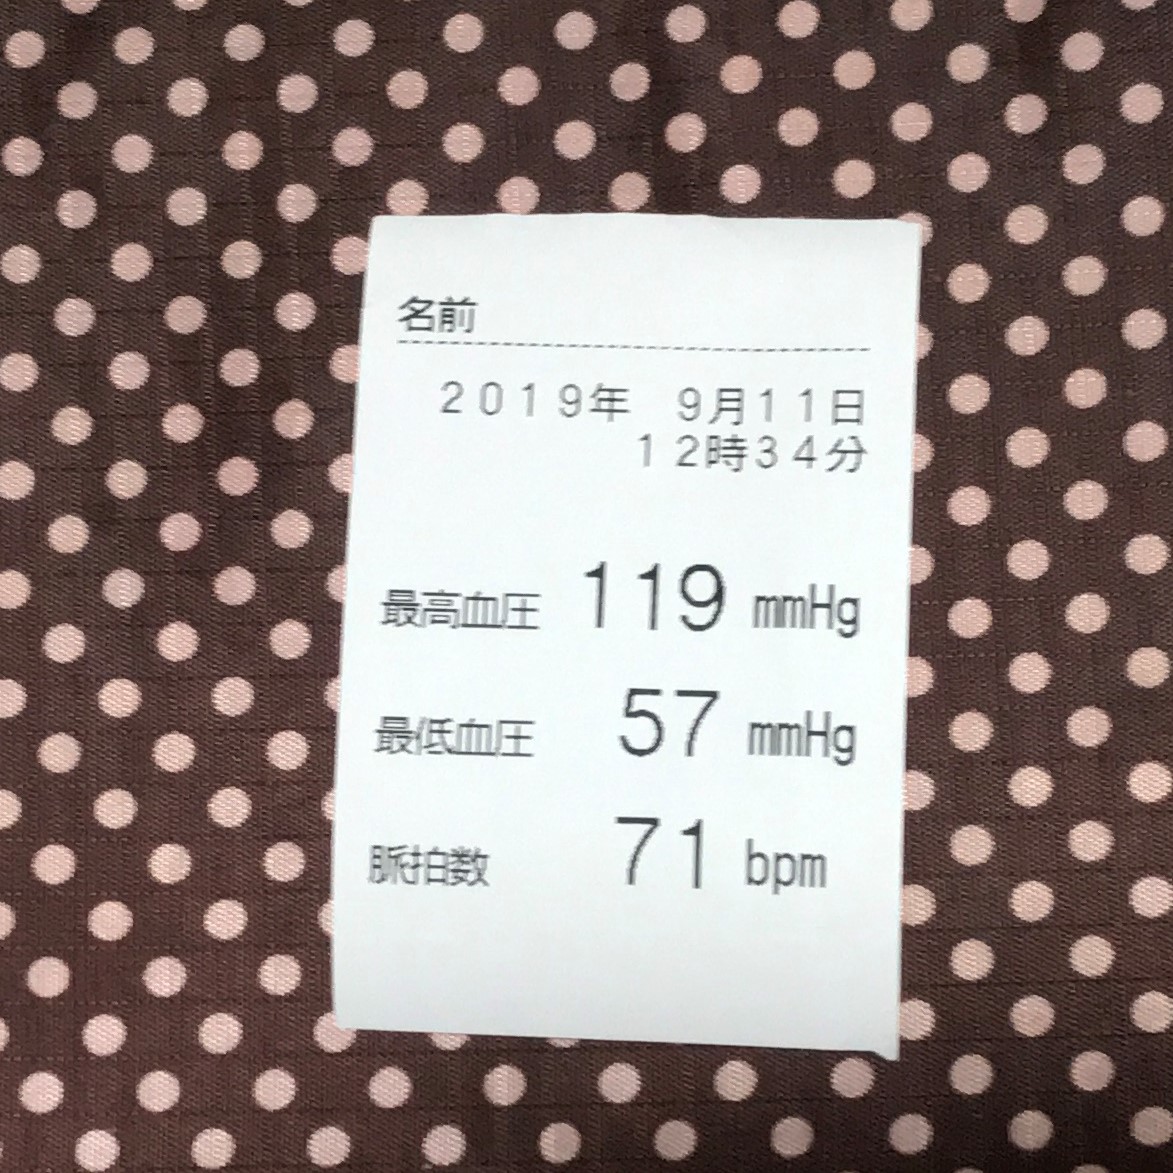 名前
2019年 9月11日
12時34分
最高血圧 119 mmHg
最低血圧 57 mmHg
脈拍数 71 bpm